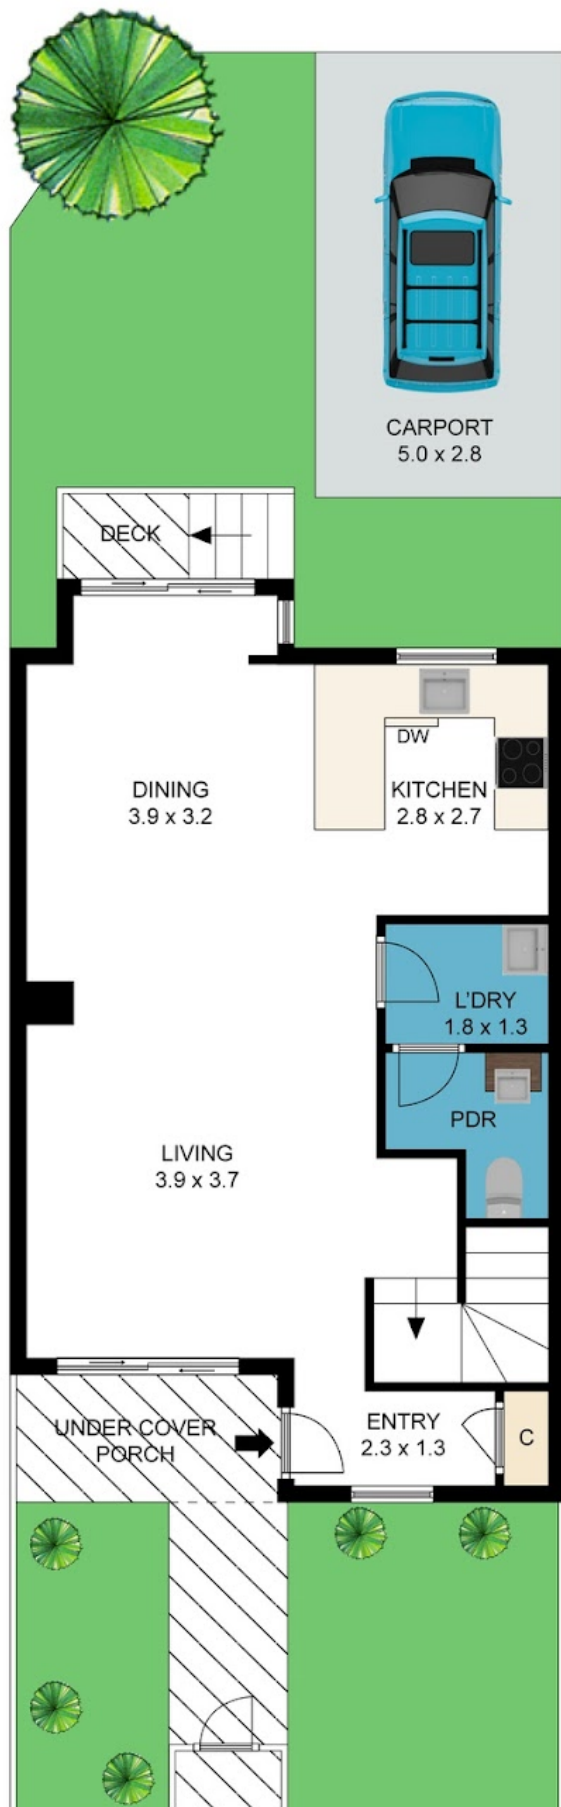 CARPORT
5.0 x 2.8
DECK
DW
DINING
3.9 x 3.2
KITCHEN
2.8 x 2.7
L'DRY
1.8 x 1.3
PDR
LIVING
3.9 x 3.7
UNDER COVER
PORCH
ENTRY
2.3 x 1.3
C